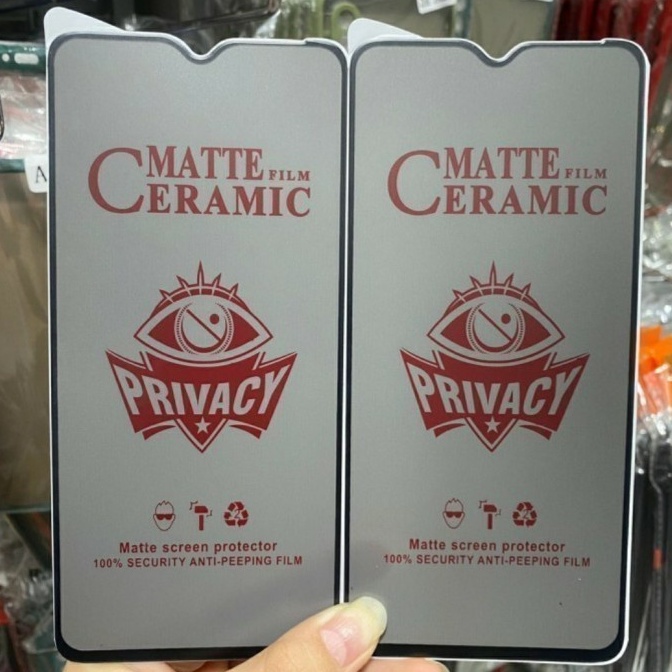 MATTE FILM
CERAMIC
PRIVACY
Matte screen protector
100% SECURITY ANTI-PEEPING FILM
MATTE FILM
CERAMIC
PRIVACY
Matte screen protector
100% SECURITY ANTI-PEEPING FILM
A